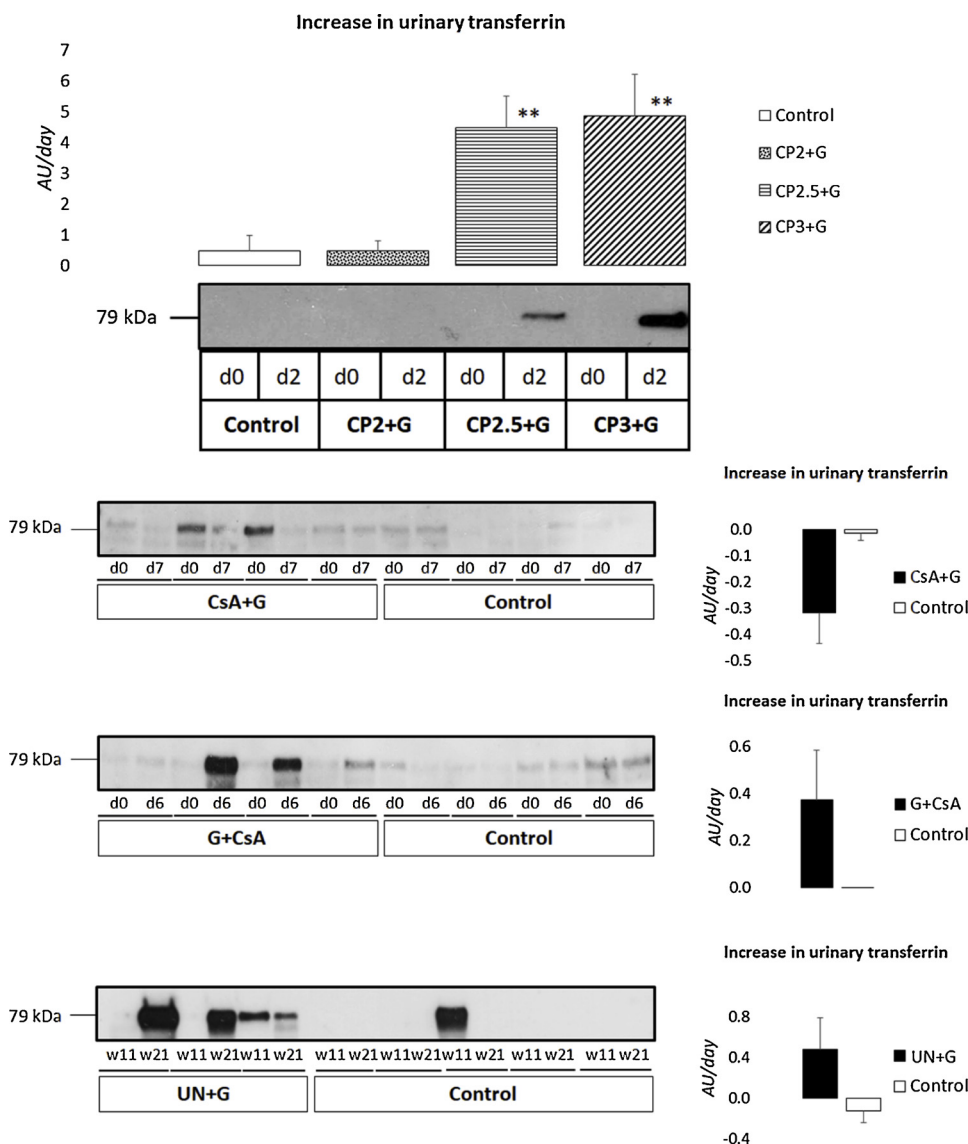 Increase in urinary transferrin
7
6
5
4
3
2
1
0
AU/day
** **
Control
CP2+G
CP2.5+G
CP3+G
79 kDa
d0 d2 d0 d2 d0 d2 d0 d2
Control CP2+G CP2.5+G CP3+G
79 kDa
d0 d7 d0 d7 d0 d7 d0 d7 d0 d7 d0 d7 d0 d7 d0 d7
CsA+G Control
Increase in urinary transferrin
0.0
-0.1
-0.2
-0.3
-0.4
-0.5
AU/day
CsA+G
Control
79 kDa
d0 d6 d0 d6 d0 d6 d0 d6 d0 d6 d0 d6 d0 d6 d0 d6
G+CsA Control
Increase in urinary transferrin
0.6
0.4
0.2
0.0
AU/day
G+CsA
Control
79 kDa
w11 w21 w11 w21 w11 w21 w11 w21 w11 w21 w11 w21 w11 w21 w11 w21
UN+G Control
Increase in urinary transferrin
0.8
0.4
0.0
-0.4
AU/day
UN+G
Control